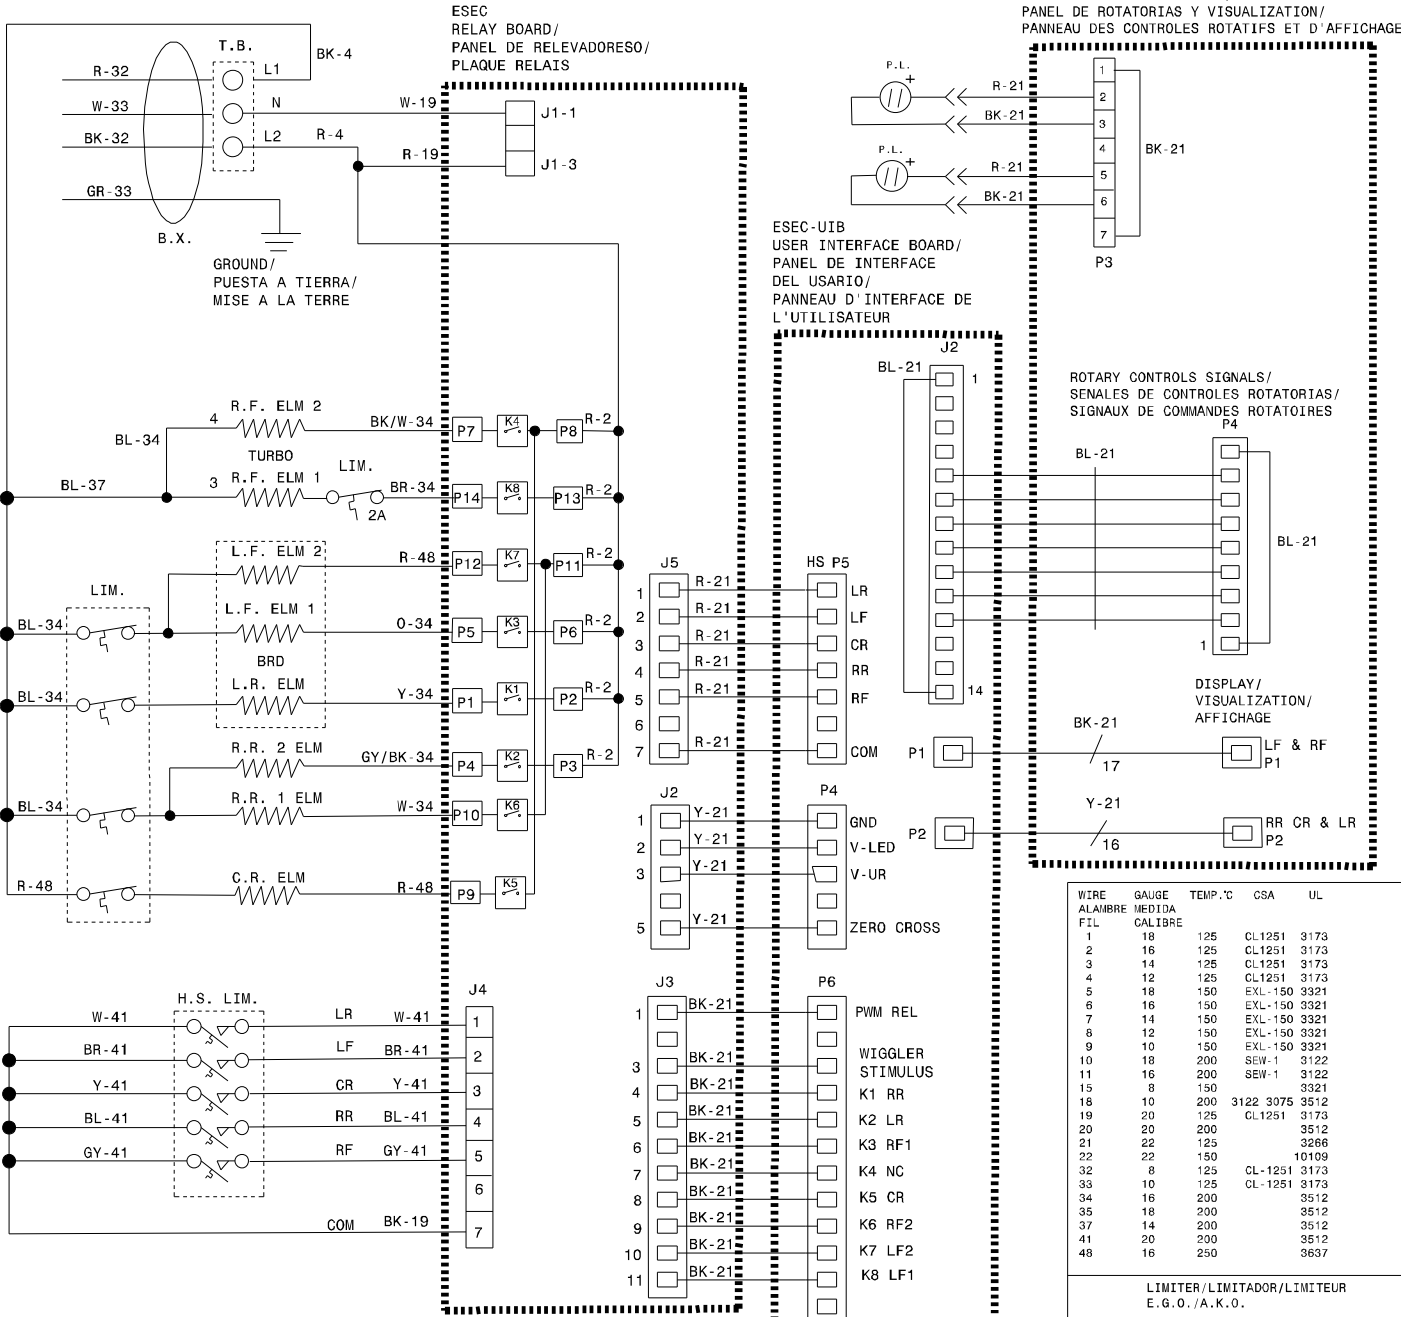 ESEC
RELAY BOARD/
PANEL DE RELEVADORESO/
PLAQUE RELAIS
PANEL DE ROTATORIAS Y VISUALIZATION/
PANNEAU DES CONTROLES ROTATIFS ET D'AFFICHAGE
T.B.
BK-4
R-32
L1
W-33
N
W-19
J1-1
BK-32
L2
R-4
R-19
J1-3
GR-33
B.X.
GROUND/
PUESTA A TIERRA/
MISE A LA TERRE
P.L.
+
R-21
BK-21
P.L.
+
R-21
BK-21
1
2
3
4
5
6
7
BK-21
P3
ESEC-UIB
USER INTERFACE BOARD/
PANEL DE INTERFACE
DEL USARIO/
PANNEAU D'INTERFACE DE
L'UTILISATEUR
J2
BL-21
1
14
ROTARY CONTROLS SIGNALS/
SENALES DE CONTROLES ROTATORIAS/
SIGNAUX DE COMMANDES ROTATOIRES
P4
BL-21
BL-21
1
BL-34
4
R.F. ELM 2
BK/W-34
P7
K4
P8
R-2
TURBO
BL-37
3
R.F. ELM 1
LIM.
2A
BR-34
P14
K8
P13
R-2
L.F. ELM 2
R-48
P12
K7
P11
R-2
LIM.
BL-34
L.F. ELM 1
O-34
P5
K3
P6
R-2
BRD
BL-34
L.R. ELM
Y-34
P1
K1
P2
R-2
R.R. 2 ELM
GY/BK-34
P4
K2
P3
R-2
BL-34
R.R. 1 ELM
W-34
P10
K6
R-48
C.R. ELM
R-48
P9
K5
J5
HS P5
1 R-21 LR
2 R-21 LF
3 R-21 CR
4 R-21 RR
5 R-21 RF
6
7 R-21 COM
J2
P4
1 Y-21 GND
2 Y-21 V-LED
3 Y-21 V-UR
5 Y-21 ZERO CROSS
J3
P6
1 BK-21 PWM REL
3 BK-21 WIGGLER
STIMULUS
4 BK-21 K1 RR
5 BK-21 K2 LR
6 BK-21 K3 RF1
7 BK-21 K4 NC
8 BK-21 K5 CR
9 BK-21 K6 RF2
10 BK-21 K7 LF2
11 BK-21 K8 LF1
DISPLAY/
VISUALIZATION/
AFFICHAGE
P1
BK-21
17
LF & RF
P1
P2
Y-21
16
RR CR & LR
P2
H.S. LIM.
J4
W-41 LR W-41 1
BR-41 LF BR-41 2
Y-41 CR Y-41 3
BL-41 RR BL-41 4
GY-41 RF GY-41 5
6
COM BK-19 7
WIRE GAUGE TEMP.°C CSA UL
ALAMBRE MEDIDA
FIL CALIBRE
1 18 125 CL1251 3173
2 16 125 CL1251 3173
3 14 125 CL1251 3173
4 12 125 CL1251 3173
5 18 150 EXL-150 3321
6 16 150 EXL-150 3321
7 14 150 EXL-150 3321
8 12 150 EXL-150 3321
9 10 150 EXL-150 3321
10 18 200 SEW-1 3122
11 16 200 SEW-1 3122
15 8 150 3321
18 10 200 3122 3075 3512
19 20 125 CL1251 3173
20 20 200 3512
21 22 125 3266
22 22 150 10109
32 8 125 CL-1251 3173
33 10 125 CL-1251 3173
34 16 200 3512
35 18 200 3512
37 14 200 3512
41 20 200 3512
48 16 250 3637
LIMITER/LIMITADOR/LIMITEUR
E.G.O./A.K.O.